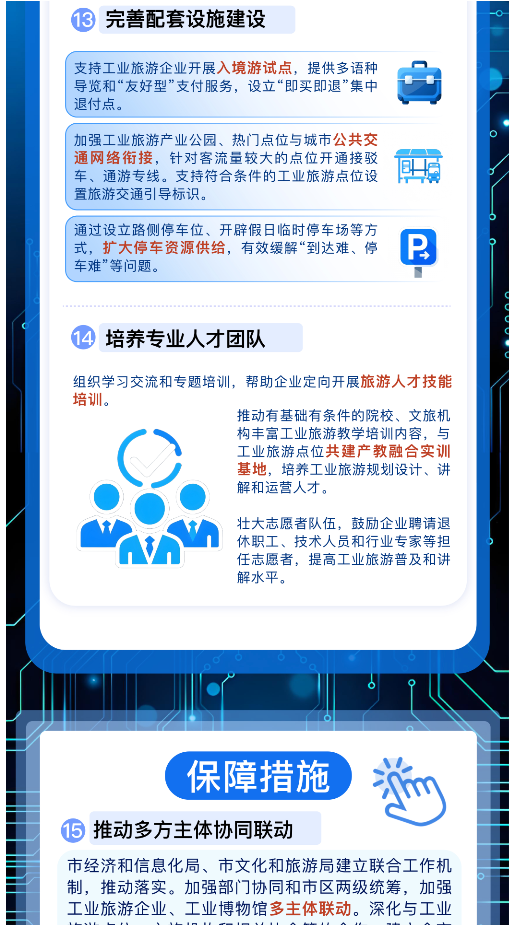 13 完善配套设施建设
支持工业旅游企业开展入境游试点，提供多语种
导览和“友好型”支付服务，设立“即买即退”集中
退付点。
加强工业旅游产业公园、热门点位与城市公共交
通网络衔接，针对客流量较大的点位开通接驳
车、通游专线。支持符合条件的工业旅游点位设
置旅游交通引导标识。
通过设立路侧停车位、开辟假日临时停车场等方
式，扩大停车资源供给，有效缓解“到达难、停
车难”等问题。
P
14 培养专业人才团队
组织学习交流和专题培训，帮助企业定向开展旅游人才技能
培训。
推动有基础有条件的院校、文旅机
构丰富工业旅游教学培训内容，与
工业旅游点位共建产教融合实训
基地，培养工业旅游规划设计、讲
解和运营人才。
壮大志愿者队伍，鼓励企业聘请退
休职工、技术人员和行业专家等担
任志愿者，提高工业旅游普及和讲
解水平。
保障措施
15 推动多方主体协同联动
市经济和信息化局、市文化和旅游局建立联合工作机
制，推动落实。加强部门协同和市区两级统筹，加强
工业旅游企业、工业博物馆多主体联动。深化与工业